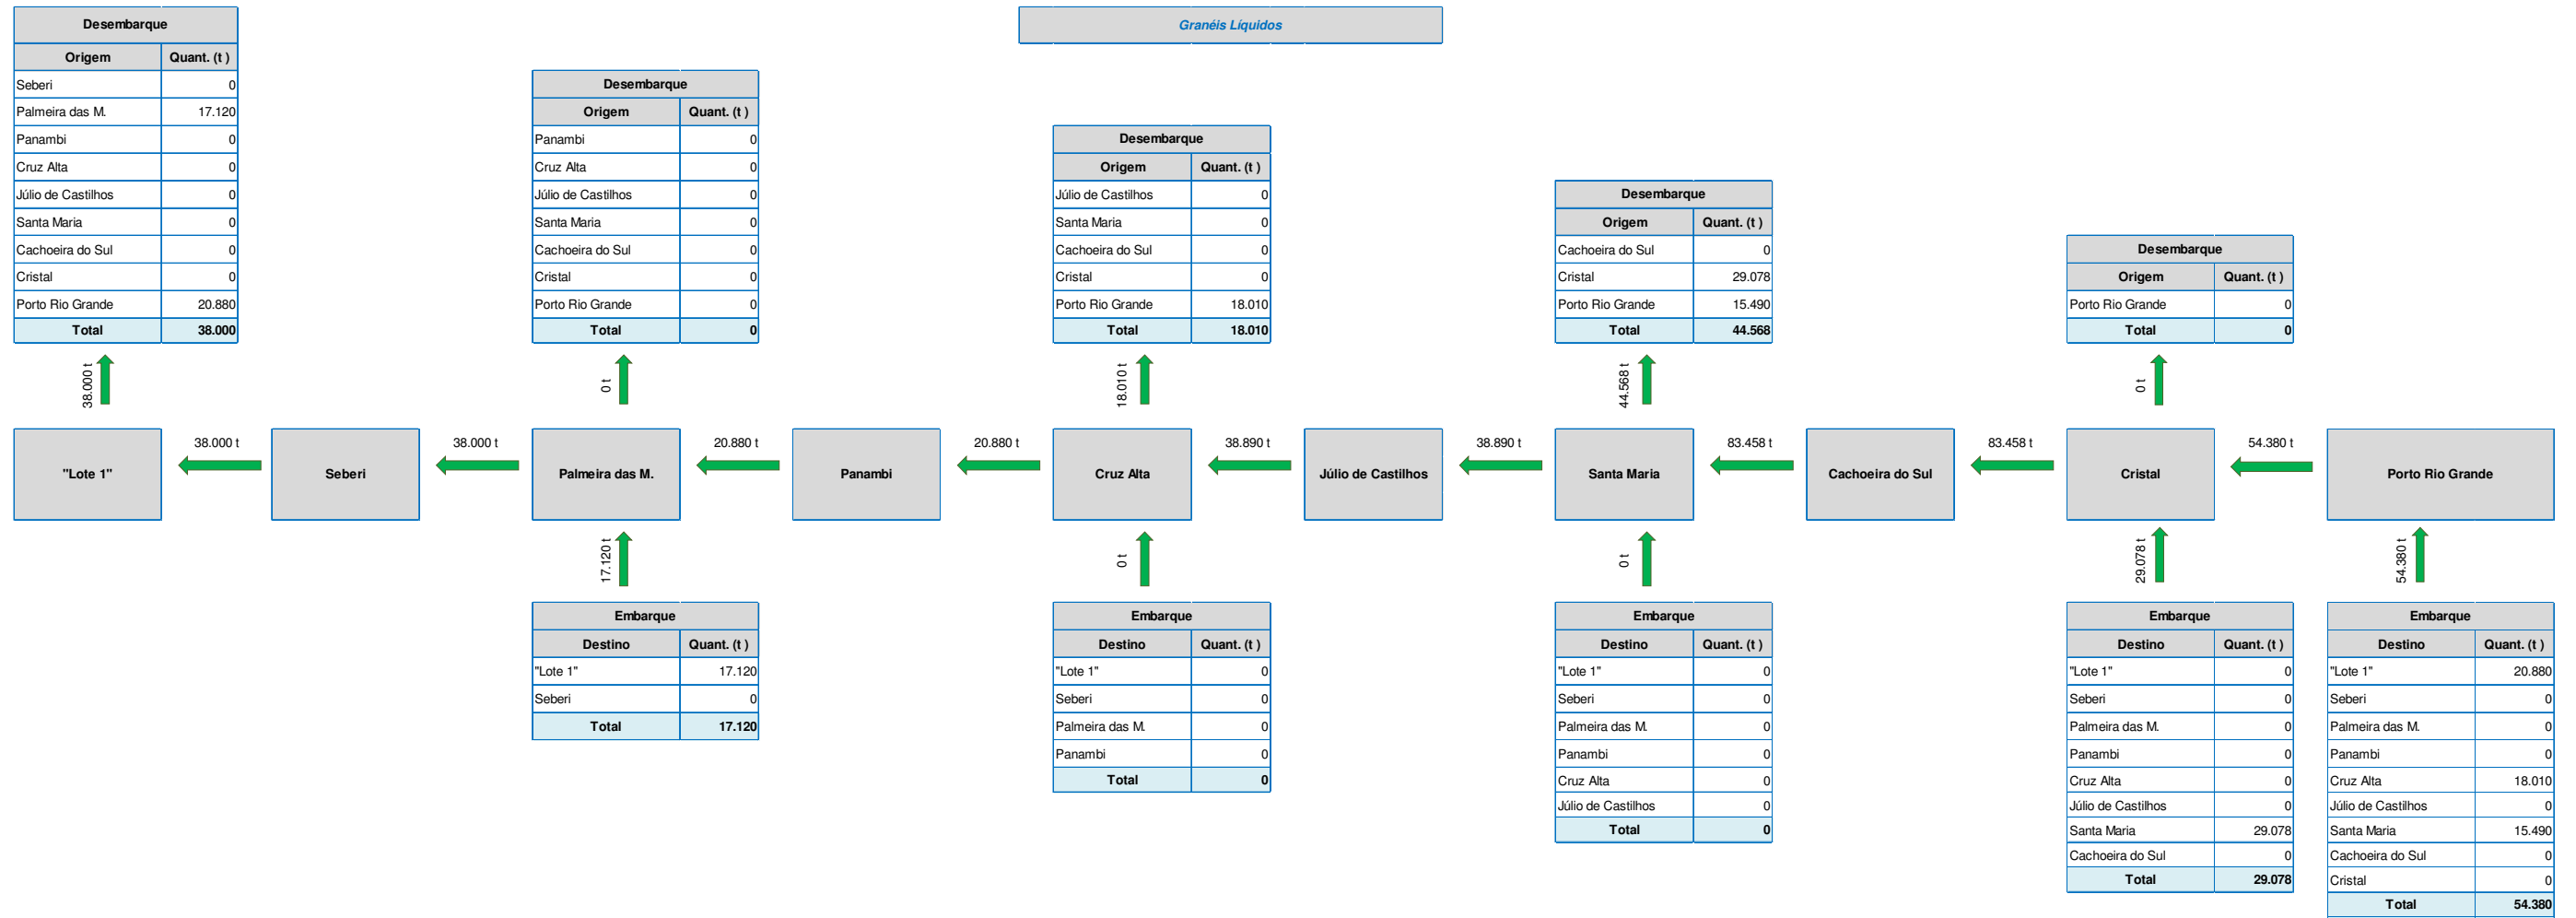 Granéis Líquidos
Desembarque
Origem Quant. (t )
Seberi 0
Palmeira das M. 17.120
Panambi 0
Cruz Alta 0
Júlio de Castilhos 0
Santa Maria 0
Cachoeira do Sul 0
Cristal 0
Porto Rio Grande 20.880
Total 38.000
Desembarque
Origem Quant. (t )
Panambi 0
Cruz Alta 0
Júlio de Castilhos 0
Santa Maria 0
Cachoeira do Sul 0
Cristal 0
Porto Rio Grande 0
Total 0
Desembarque
Origem Quant. (t )
Júlio de Castilhos 0
Santa Maria 0
Cachoeira do Sul 0
Cristal 0
Porto Rio Grande 18.010
Total 18.010
Desembarque
Origem Quant. (t )
Cachoeira do Sul 0
Cristal 29.078
Porto Rio Grande 15.490
Total 44.568
Desembarque
Origem Quant. (t )
Porto Rio Grande 0
Total 0
38.000 t
0 t
18.010 t
44.568 t
0 t
"Lote 1"
38.000 t
Seberi
38.000 t
Palmeira das M.
20.880 t
Panambi
20.880 t
Cruz Alta
38.890 t
Júlio de Castilhos
38.890 t
Santa Maria
83.458 t
Cachoeira do Sul
83.458 t
Cristal
54.380 t
Porto Rio Grande
17.120 t
0 t
0 t
29.078 t
54.380 t
Embarque
Destino Quant. (t )
"Lote 1" 17.120
Seberi 0
Total 17.120
Embarque
Destino Quant. (t )
"Lote 1" 0
Seberi 0
Palmeira das M. 0
Panambi 0
Total 0
Embarque
Destino Quant. (t )
"Lote 1" 0
Seberi 0
Palmeira das M. 0
Panambi 0
Cruz Alta 0
Júlio de Castilhos 0
Total 0
Embarque
Destino Quant. (t )
"Lote 1" 0
Seberi 0
Palmeira das M. 0
Panambi 0
Cruz Alta 0
Júlio de Castilhos 0
Santa Maria 29.078
Cachoeira do Sul 0
Total 29.078
Embarque
Destino Quant. (t )
"Lote 1" 20.880
Seberi 0
Palmeira das M. 0
Panambi 0
Cruz Alta 18.010
Júlio de Castilhos 0
Santa Maria 15.490
Cachoeira do Sul 0
Cristal 0
Total 54.380